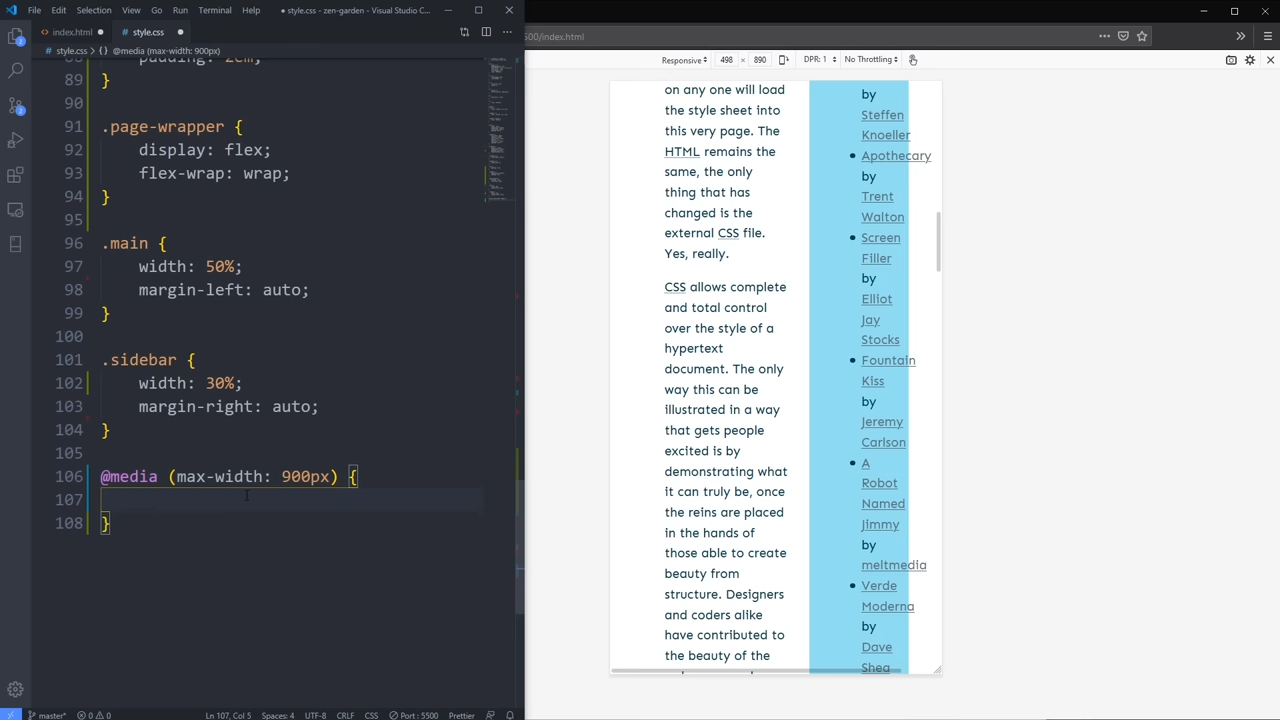 File Edit Selection View Go Run Terminal Help ● style.css - zen-garden - Visual Studio C...
index.html ● style.css ●
style.css > {} @media (max-width: 900px)
500/index.html
Responsive 498 × 890 DPR: 1 No Throttling
88 padding: 2em;
89 }
90
91 .page-wrapper {
92 display: flex;
93 flex-wrap: wrap;
94 }
95
96 .main {
97 width: 50%;
98 margin-left: auto;
99 }
100
101 .sidebar {
102 width: 30%;
103 margin-right: auto;
104 }
105
106 @media (max-width: 900px) {
107
108 }
on any one will load
the style sheet into
this very page. The
HTML remains the
same, the only
thing that has
changed is the
external CSS file.
Yes, really.
CSS allows complete
and total control
over the style of a
hypertext
document. The only
way this can be
illustrated in a way
that gets people
excited is by
demonstrating what
it can truly be, once
the reins are placed
in the hands of
those able to create
beauty from
structure. Designers
and coders alike
have contributed to
the beauty of the
by
Steffen
Knoeller
• Apothecary
by
Trent
Walton
• Screen
Filler
by
Elliot
Jay
Stocks
• Fountain
Kiss
by
Jeremy
Carlson
• A
Robot
Named
Jimmy
by
meltmedia
• Verde
Moderna
by
Dave
Shea
2
2
master* 0 0 Ln 107, Col 5 Spaces: 4 UTF-8 CRLF CSS Port : 5500 Prettier